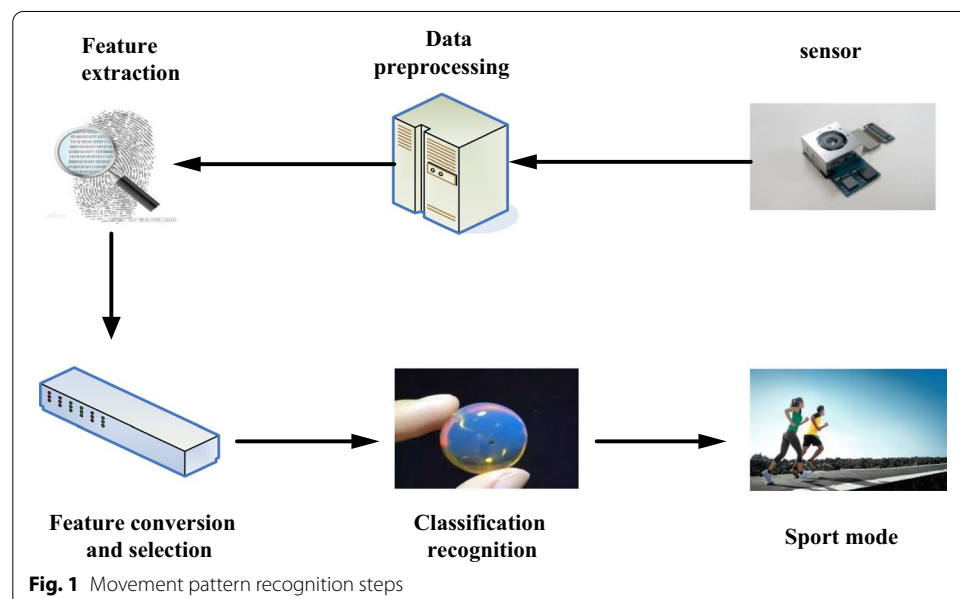 Feature
extraction
Data
preprocessing
sensor
Feature conversion
and selection
Classification
recognition
Sport mode
Fig. 1 Movement pattern recognition steps